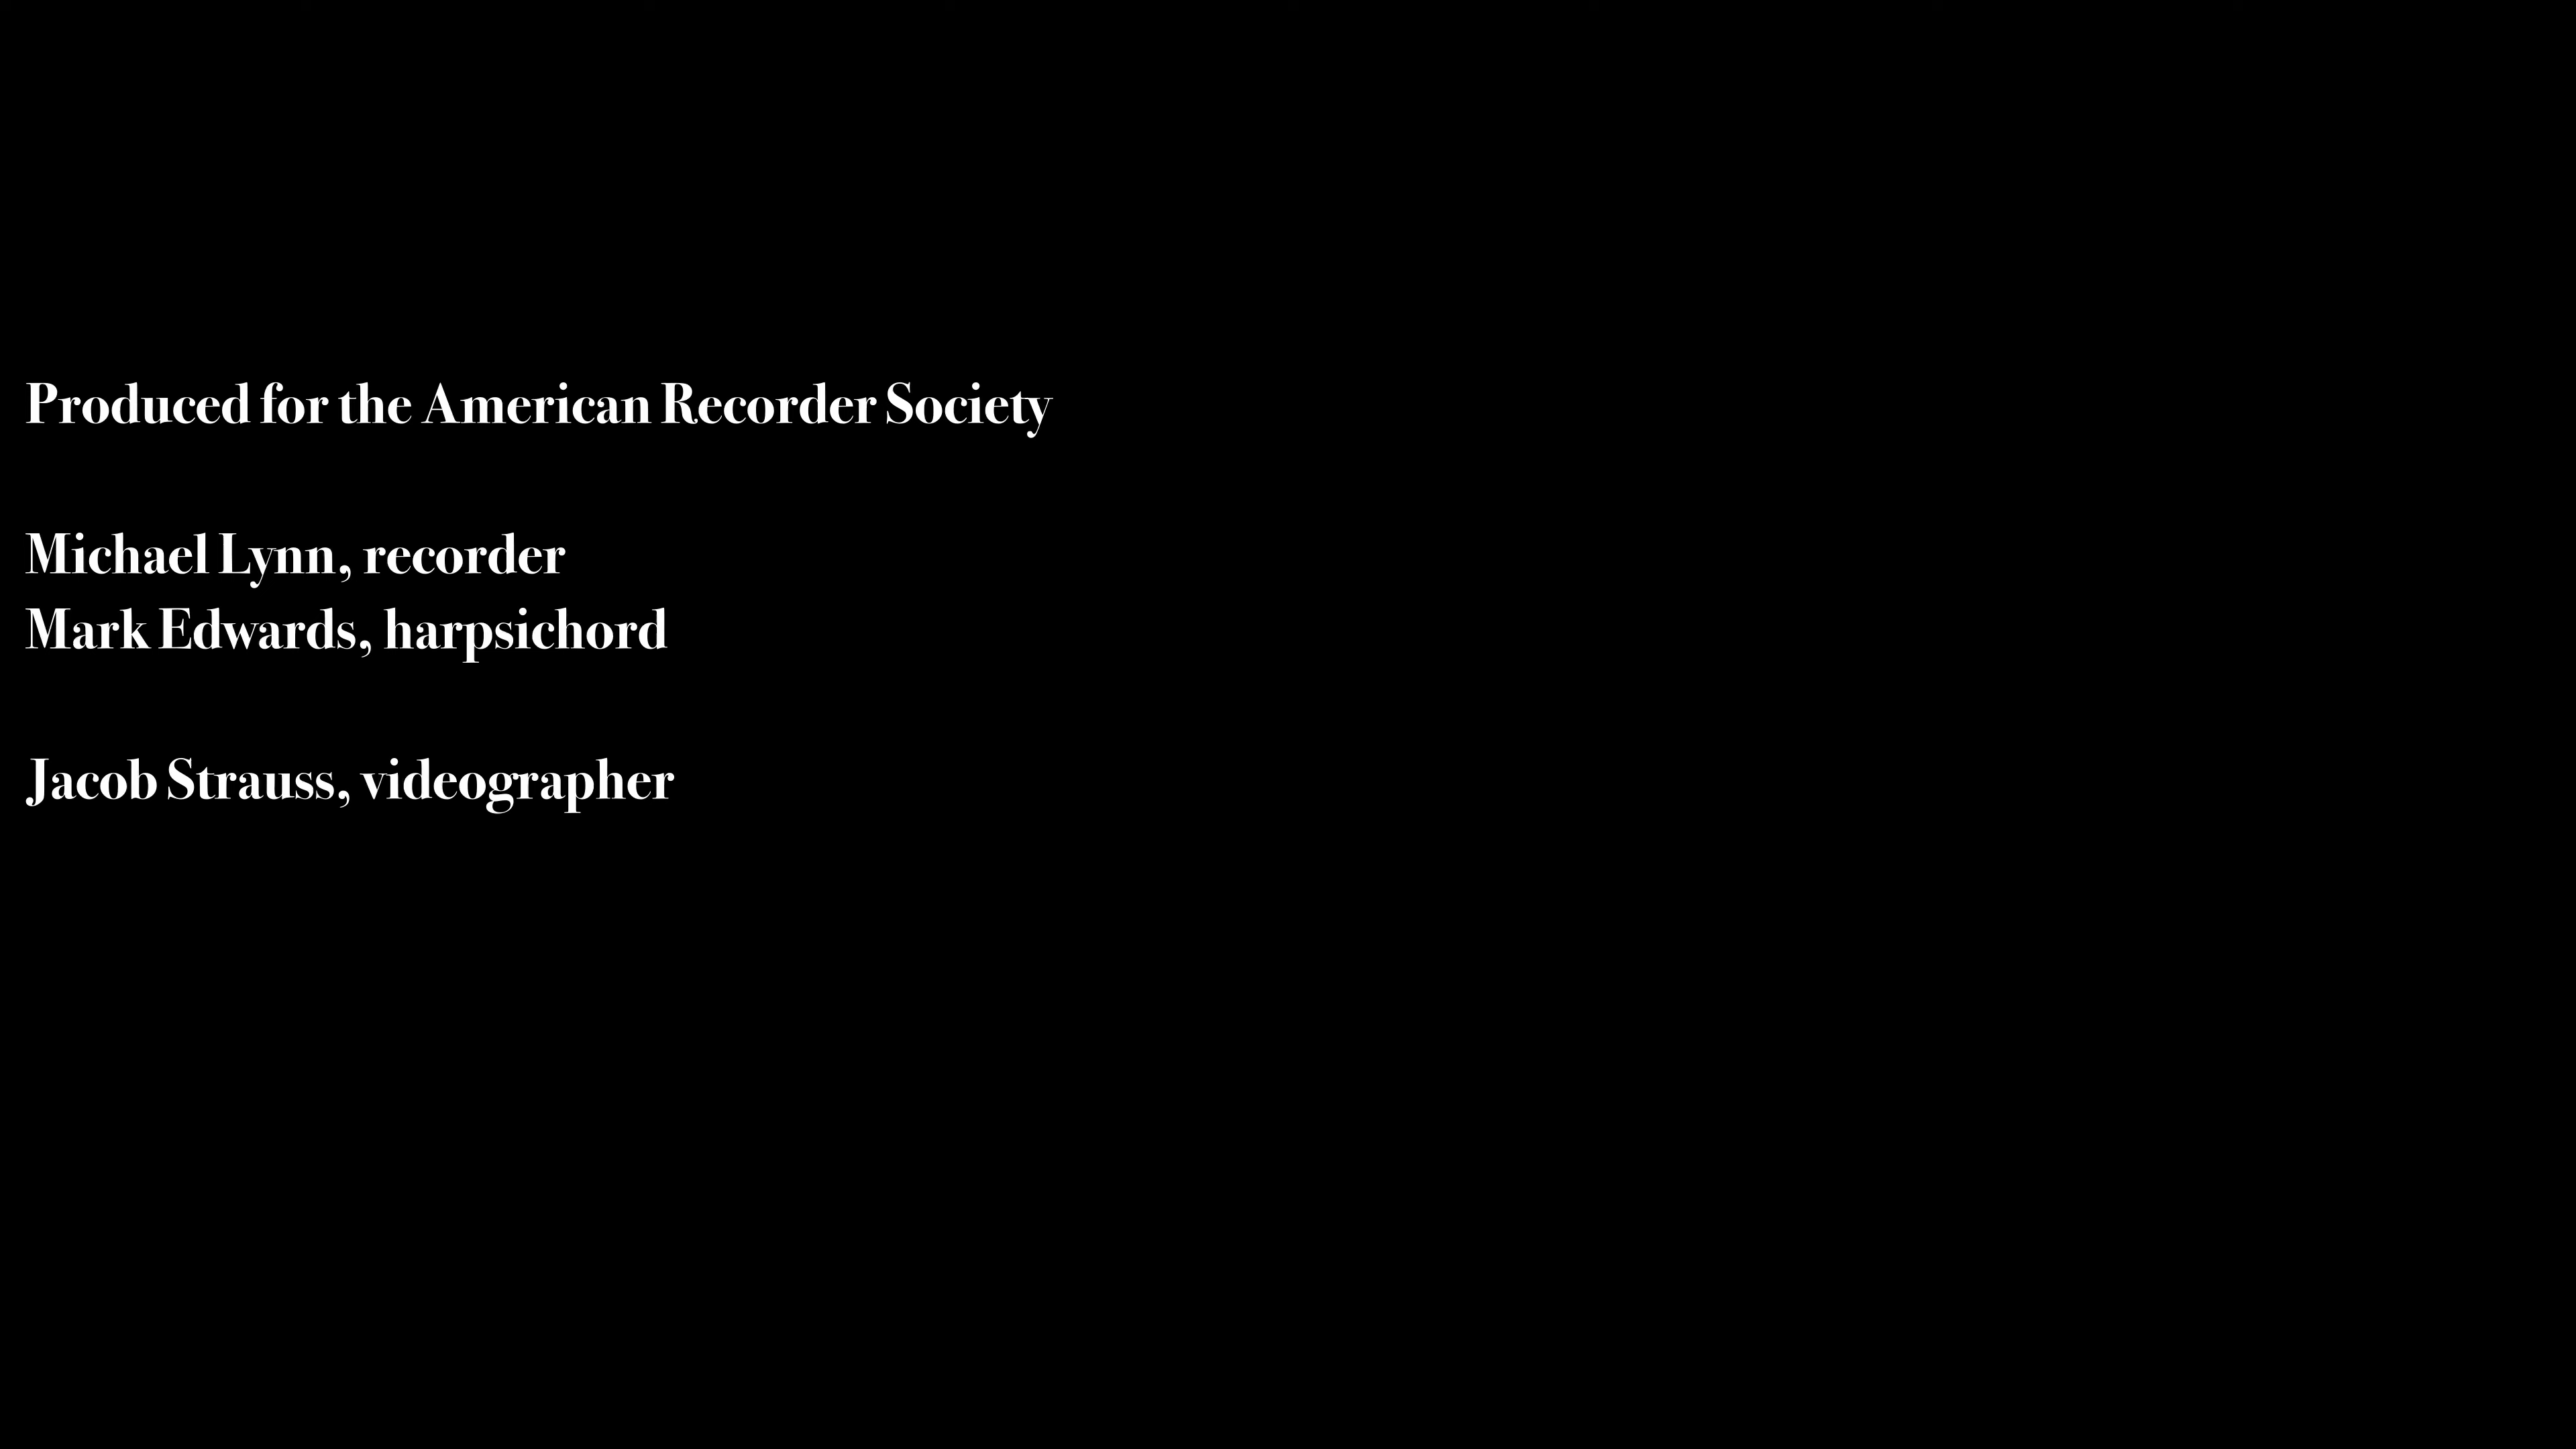 Produced for the American Recorder Society
Michael Lynn, recorder
Mark Edwards, harpsichord
Jacob Strauss, videographer